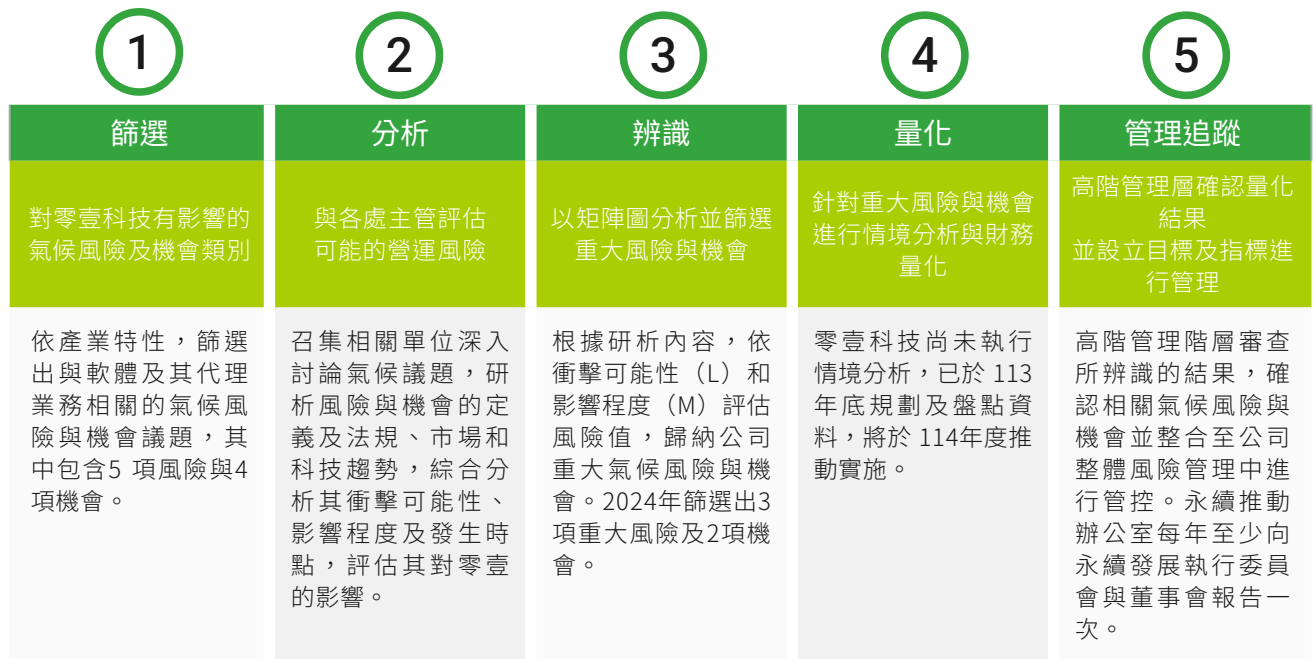 1
篩選
對零壹科技有影響的
氣候風險及機會類別
依產業特性，篩選
出與軟體及其代理
業務相關的氣候風
險與機會議題，其
中包含5 項風險與4
項機會。
2
分析
與各處主管評估
可能的營運風險
召集相關單位深入
討論氣候議題，研
析風險與機會的定
義及法規、市場和
科技趨勢，綜合分
析其衝擊可能性、
影響程度及發生時
點，評估其對零壹
的影響。
3
辨識
以矩陣圖分析並篩選
重大風險與機會
根據研析內容，依
衝擊可能性（L）和
影響程度（M）評估
風險值，歸納公司
重大氣候風險與機
會。2024年篩選出3
項重大風險及2項機
會。
4
量化
針對重大風險與機會
進行情境分析與財務
量化
零壹科技尚未執行
情境分析，已於 113
年底規劃及盤點資
料，將於 114年度推
動實施。
5
管理追蹤
高階管理層確認量化
結果
並設立目標及指標進
行管理
高階管理階層審查
所辨識的結果，確
認相關氣候風險與
機會並整合至公司
整體風險管理中進
行管控。永續推動
辦公室每年至少向
永續發展執行委員
會與董事會報告一
次。